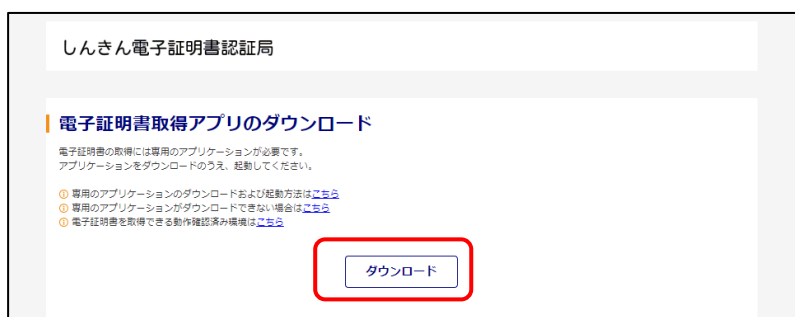 しんきん電子証明書認証局
電子証明書取得アプリのダウンロード
電子証明書の取得には専用のアプリケーションが必要です。
アプリケーションをダウンロードのうえ、起動してください。
専用のアプリケーションのダウンロードおよび起動方法はこちら
専用のアプリケーションがダウンロードできない場合はこちら
電子証明書を取得できる動作確認済み環境はこちら
ダウンロード